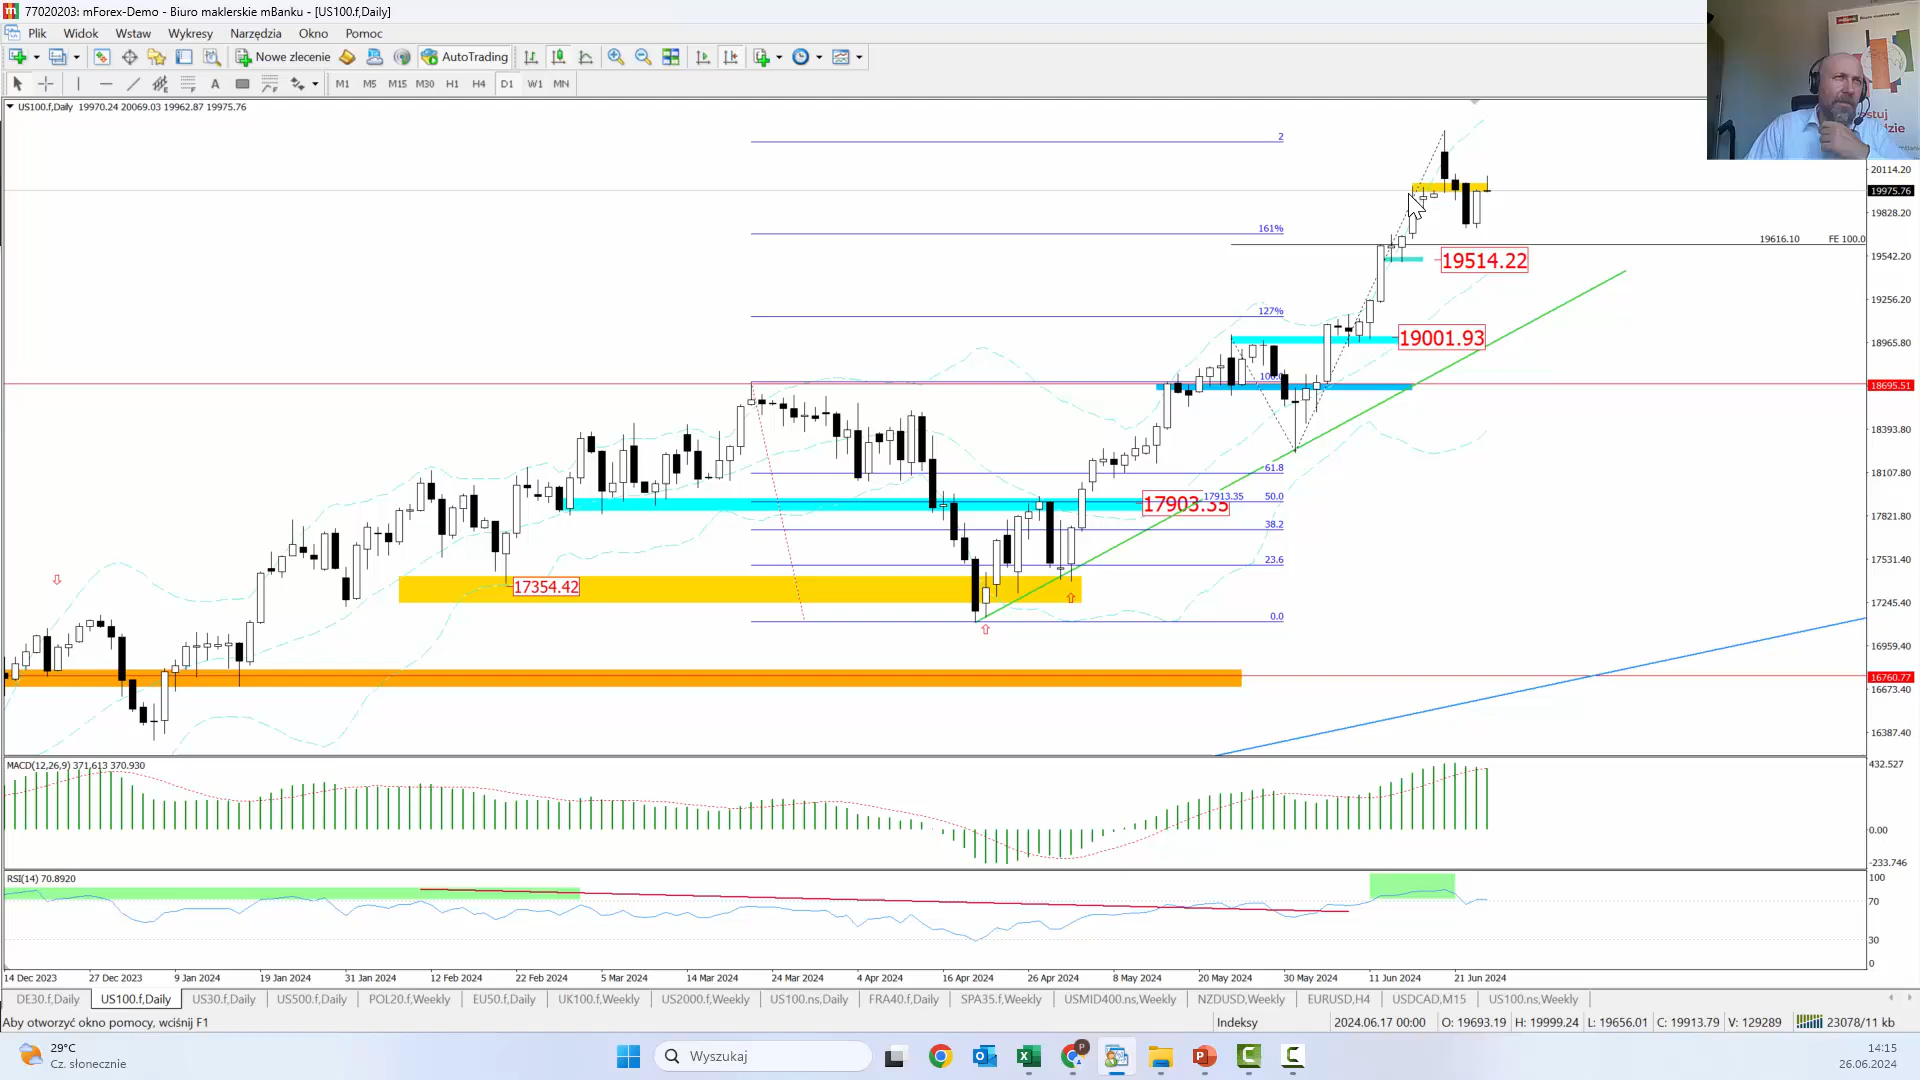 77020203: mForex-Demo - Biuro maklerskie mBanku - [US100.f,Daily]
Plik Widok Wstaw Wykresy Narzędzia Okno Pomoc
Nowe zlecenie AutoTrading
A M1 M5 M15 M30 H1 H4 D1 W1 MN
US100.f,Daily 19970.24 20069.03 19962.87 19975.76
2
161%
127%
100.0
61.8
50.0
38.2
23.6
0.0
17913.35
19616.10 FE 100.0
19514.22
19001.93
17903.35
17354.42
20114.20
19975.76
19828.20
19542.20
19256.20
18965.80
18695.51
18393.80
18107.80
17821.80
17531.40
17245.40
16959.40
16760.77
16673.40
16387.40
MACD(12,26,9) 371.613 370.930
432.527
0.00
-233.746
RSI(14) 70.8920
100
70
30
0
14 Dec 2023 27 Dec 2023 9 Jan 2024 19 Jan 2024 31 Jan 2024 12 Feb 2024 22 Feb 2024 5 Mar 2024 14 Mar 2024 24 Mar 2024 4 Apr 2024 16 Apr 2024 26 Apr 2024 8 May 2024 20 May 2024 30 May 2024 11 Jun 2024 21 Jun 2024
DE30.f,Daily US100.f,Daily US30.f,Daily US500.f,Daily POL20.f,Weekly EU50.f,Daily UK100.f,Weekly US2000.f,Weekly US100.ns,Daily FRA40.f,Daily SPA35.f,Weekly USMID400.ns,Weekly NZDUSD,Weekly EURUSD,H4 USDCAD,M15 US100.ns,Weekly
Aby otworzyć okno pomocy, wciśnij F1 Indeksy 2024.06.17 00:00 O: 19693.19 H: 19999.24 L: 19656.01 C: 19913.79 V: 129289 23078/11 kb
29°C
Cz. słonecznie
Wyszukaj
P
14:15
26.06.2024